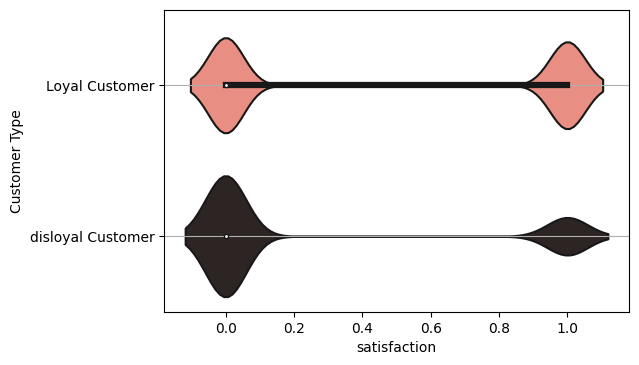 Customer Type
Loyal Customer
disloyal Customer
0.0 0.2 0.4 0.6 0.8 1.0
satisfaction